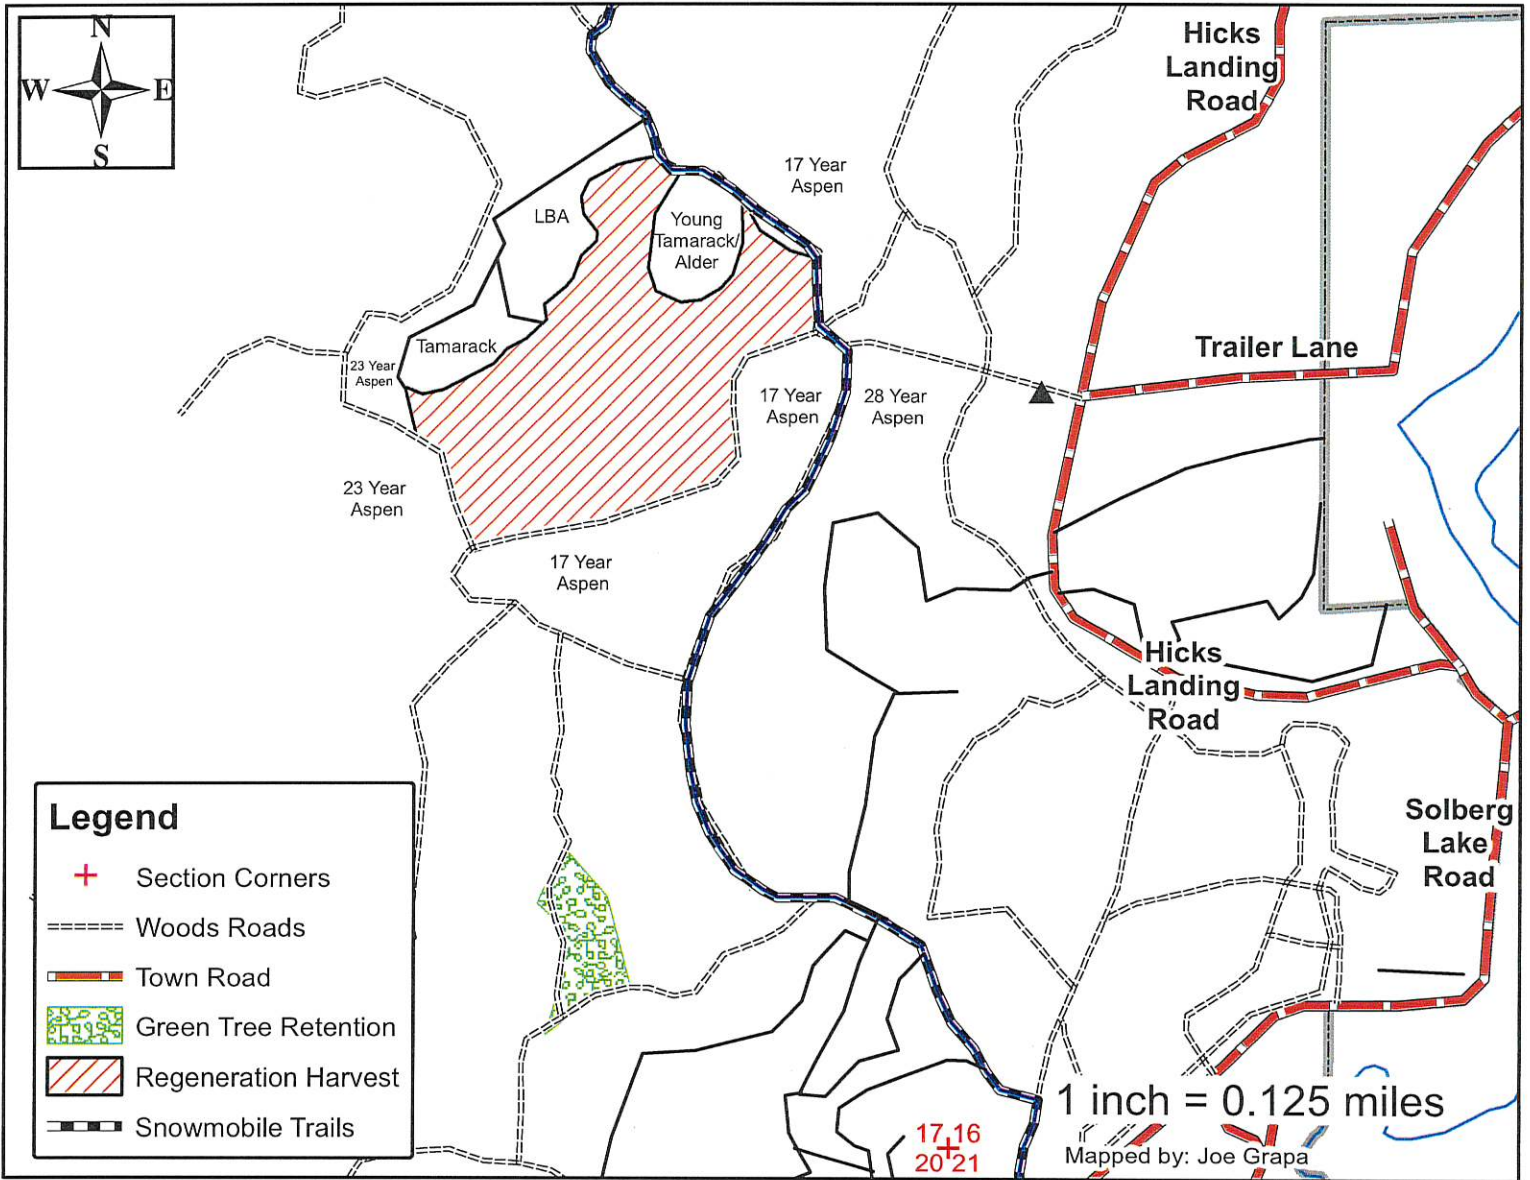 N
W E
S
Hicks
Landing
Road
17 Year
Aspen
LBA
Young
Tamarack/
Alder
Tamarack
23 Year
Aspen
Trailer Lane
17 Year
Aspen
28 Year
Aspen
23 Year
Aspen
17 Year
Aspen
Hicks
Landing
Road
Solberg
Lake
Road
Legend
Section Corners
Woods Roads
Town Road
Green Tree Retention
Regeneration Harvest
Snowmobile Trails
1 inch = 0.125 miles
17 16
20 21
Mapped by: Joe Grapa